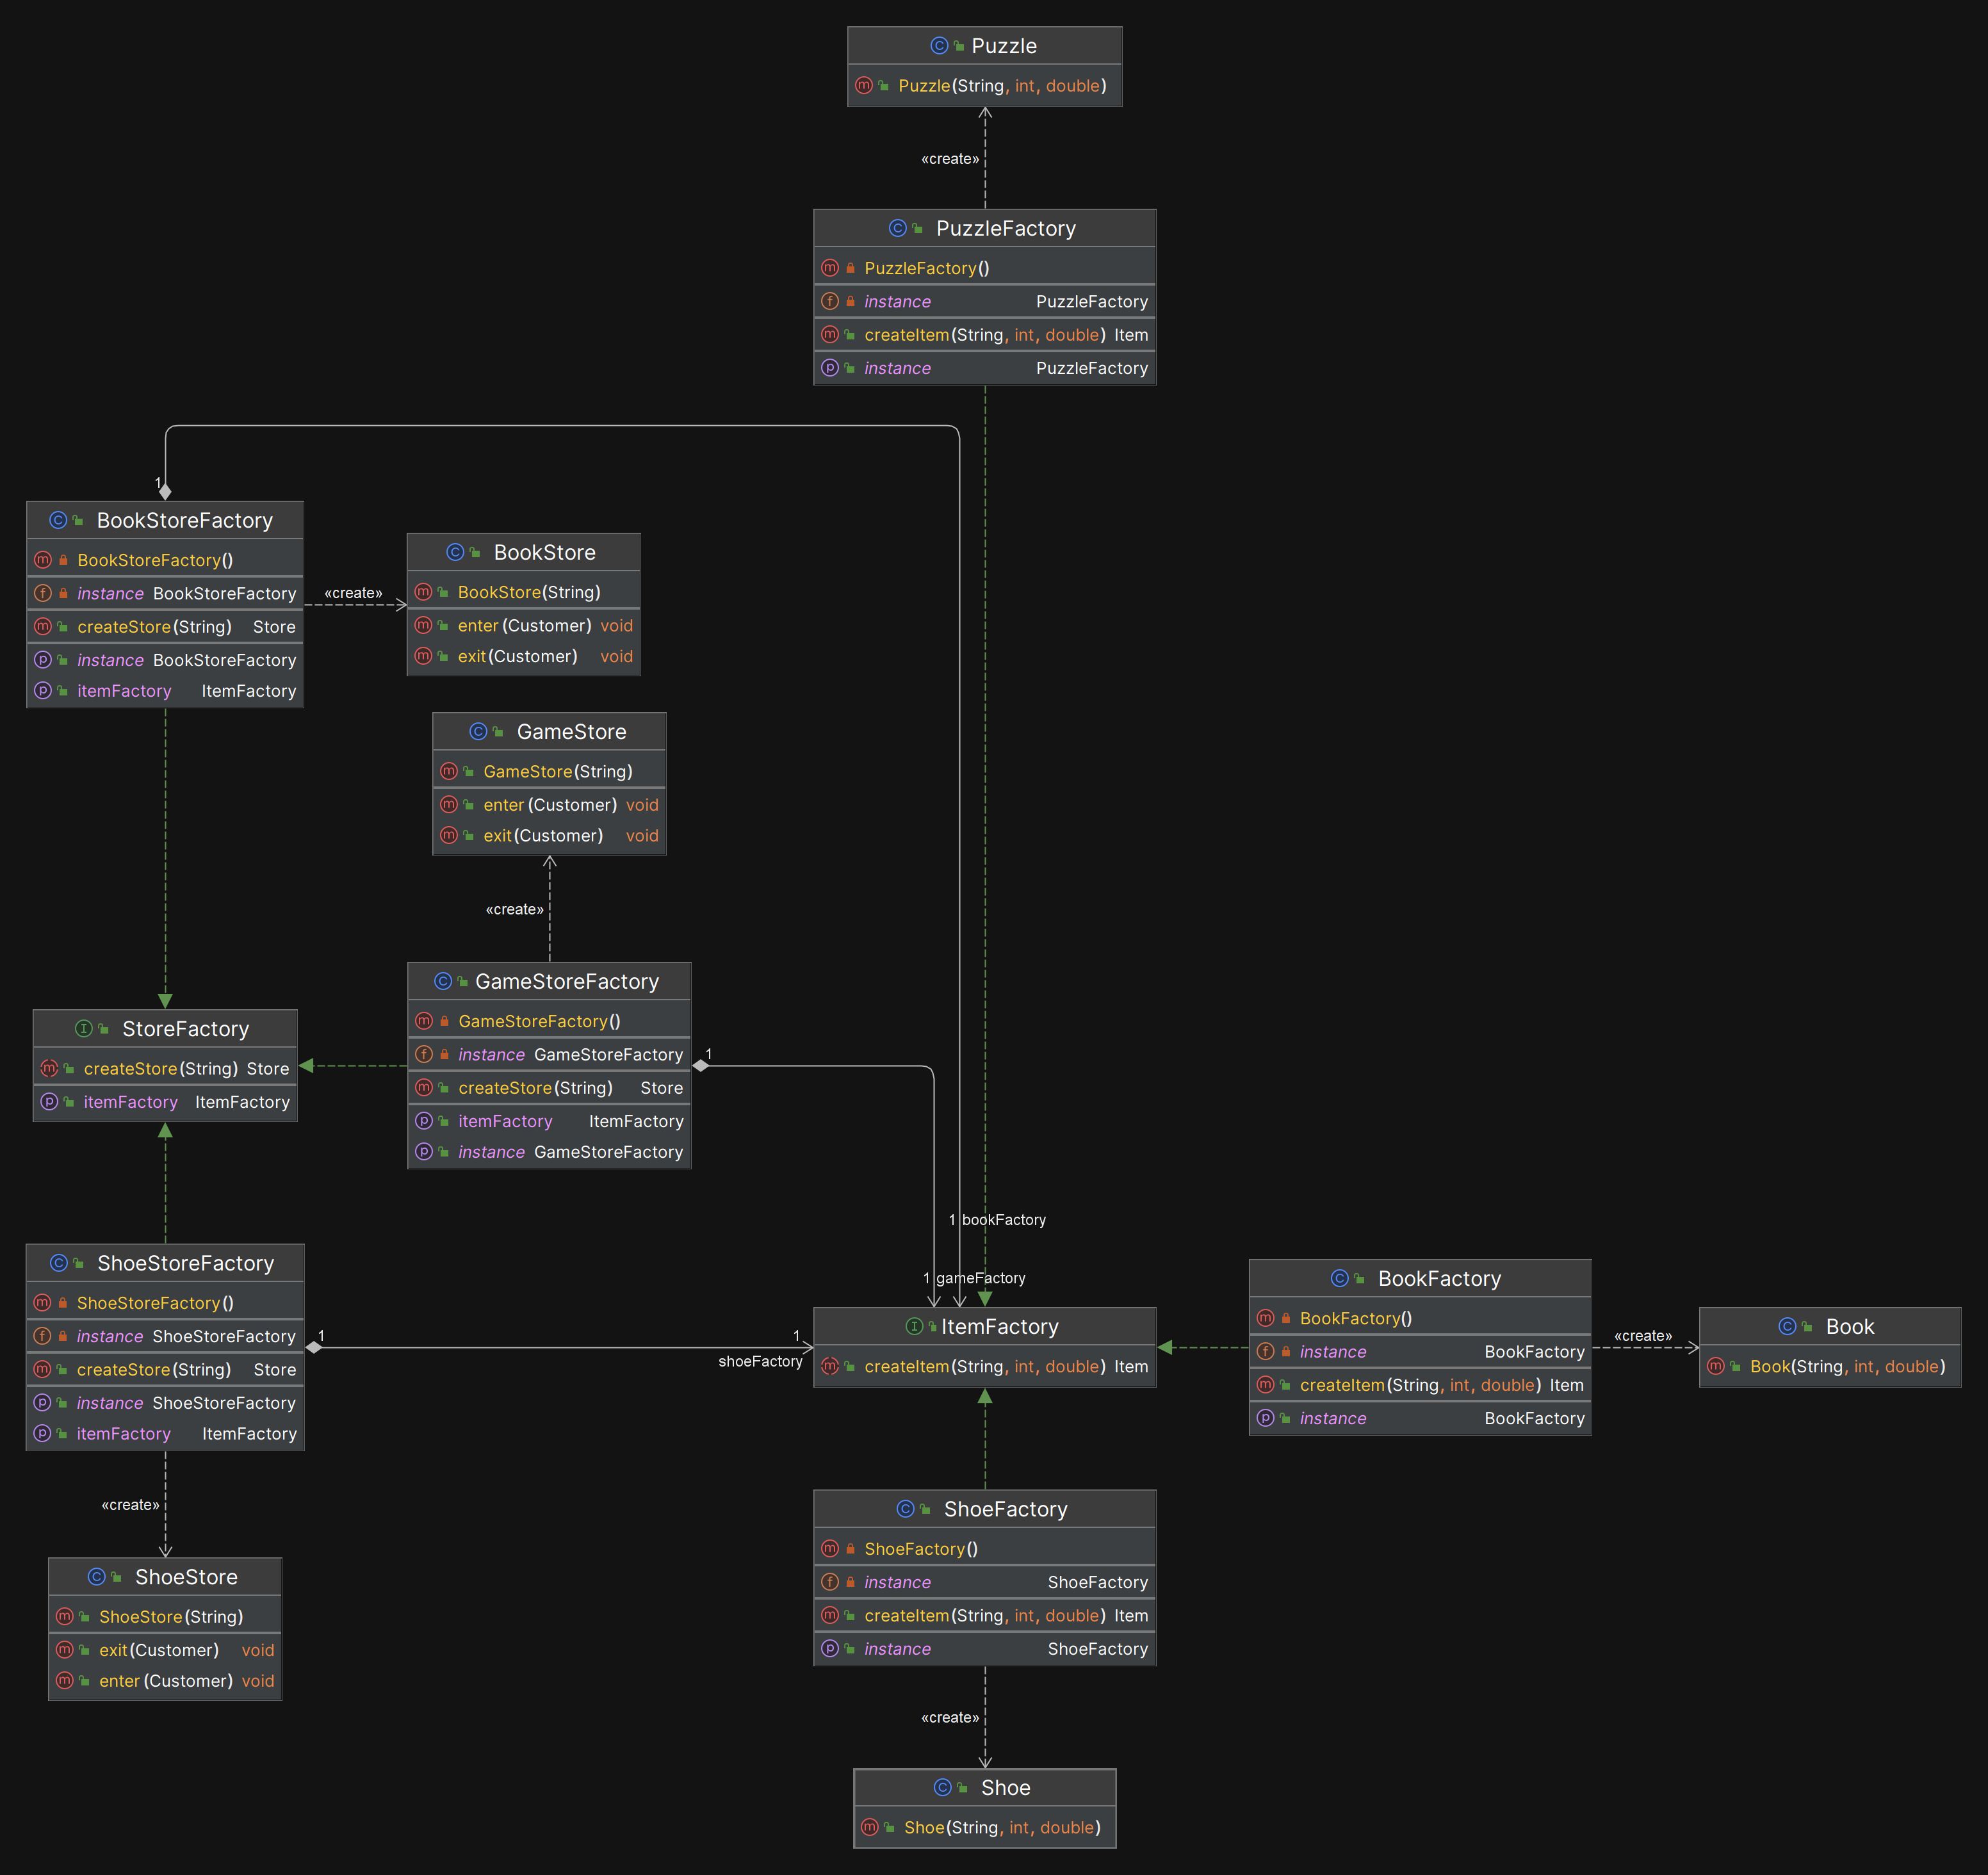 Puzzle
Puzzle(String, int, double)
«create»
PuzzleFactory
PuzzleFactory()
instance PuzzleFactory
createItem(String, int, double) Item
instance PuzzleFactory
1
BookStoreFactory
BookStoreFactory()
instance BookStoreFactory
createStore(String) Store
instance BookStoreFactory
itemFactory ItemFactory
«create»
BookStore
BookStore(String)
enter(Customer) void
exit(Customer) void
GameStore
GameStore(String)
enter(Customer) void
exit(Customer) void
«create»
GameStoreFactory
GameStoreFactory()
instance GameStoreFactory
createStore(String) Store
itemFactory ItemFactory
instance GameStoreFactory
1
StoreFactory
createStore(String) Store
itemFactory ItemFactory
1 bookFactory
1 gameFactory
ShoeStoreFactory
ShoeStoreFactory()
instance ShoeStoreFactory
createStore(String) Store
instance ShoeStoreFactory
itemFactory ItemFactory
1
1
shoeFactory
ItemFactory
createItem(String, int, double) Item
BookFactory
BookFactory()
instance BookFactory
createItem(String, int, double) Item
instance BookFactory
«create»
Book
Book(String, int, double)
«create»
ShoeStore
ShoeStore(String)
exit(Customer) void
enter(Customer) void
ShoeFactory
ShoeFactory()
instance ShoeFactory
createItem(String, int, double) Item
instance ShoeFactory
«create»
Shoe
Shoe(String, int, double)